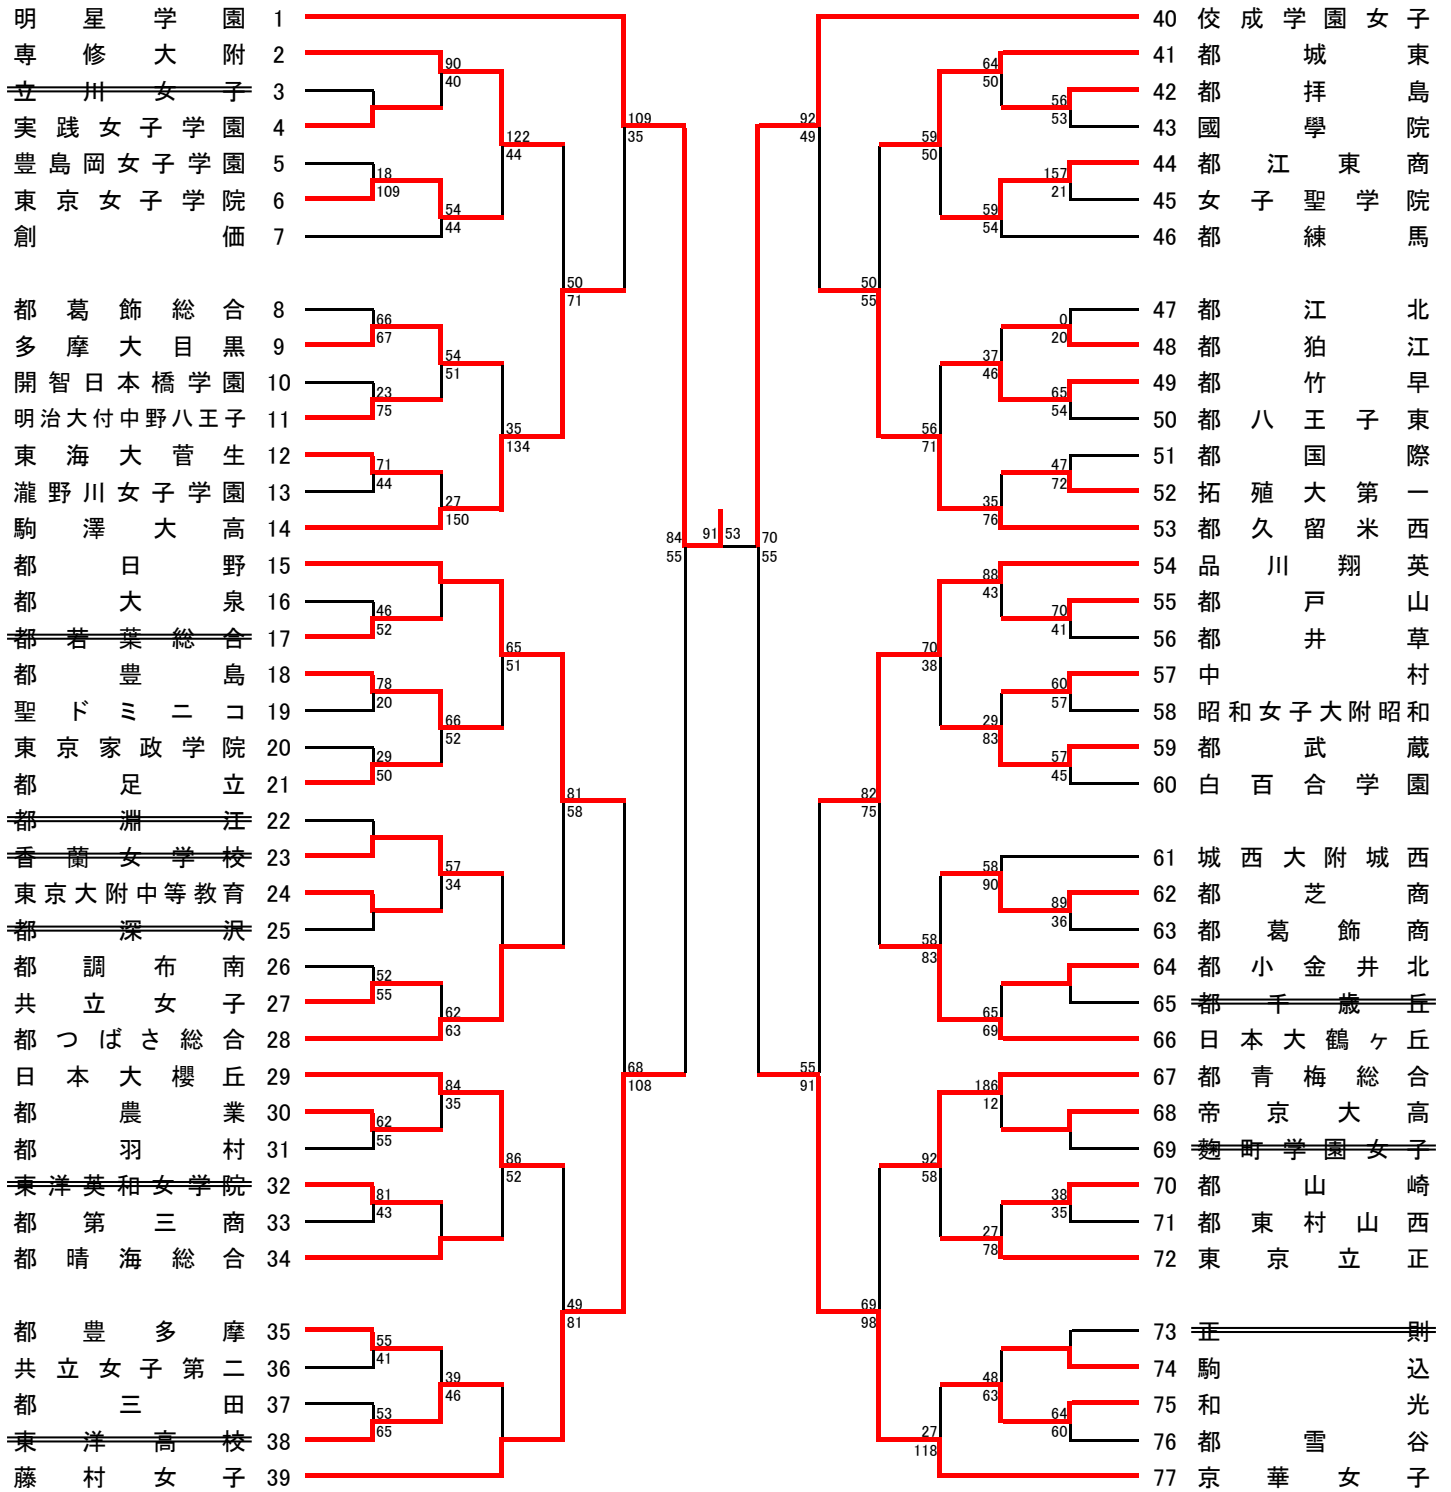 明星学園 1
専修大附 2
立川女子 3
実践女子学園 4
豊島岡女子学園 5
東京女子学院 6
創価 7
都葛飾総合 8
多摩大目黒 9
開智日本橋学園 10
明治大付中野八王子 11
東海大菅生 12
瀧野川女子学園 13
駒澤大高 14
都日野 15
都大泉 16
都若葉総合 17
都豊島 18
聖ドミニコ 19
東京家政学院 20
都足立 21
都淵江 22
香蘭女学校 23
東京大附中等教育 24
都深沢 25
都調布南 26
共立女子 27
都つばさ総合 28
日本大櫻丘 29
都農業 30
都羽村 31
東洋英和女学院 32
都第三商 33
都晴海総合 34
都豊多摩 35
共立女子第二 36
都三田 37
東洋高校 38
藤村女子 39
90
40
18
109
54
44
122
44
66
67
23
75
54
51
71
44
27
150
35
134
50
71
109
35
46
52
78
20
29
50
66
52
65
51
57
34
52
55
62
63
81
58
62
55
84
35
81
43
86
52
55
41
53
65
39
46
49
81
68
108
84
55
91 53
70
55
92
49
64
50
56
53
157
21
59
54
59
50
0
20
65
54
37
46
47
72
35
76
56
71
50
55
88
43
70
41
60
57
57
45
29
83
70
38
58
90
89
36
65
69
58
83
82
75
186
12
38
35
27
78
92
58
48
63
64
60
27
118
69
98
55
91
40 佼成学園女子
41 都城東
42 都拝島
43 國學院
44 都江東商
45 女子聖学院
46 都練馬
47 都江北
48 都狛江
49 都竹早
50 都八王子東
51 都国際
52 拓殖大第一
53 都久留米西
54 品川翔英
55 都戸山
56 都井草
57 中村
58 昭和女子大附昭和
59 都武蔵
60 白百合学園
61 城西大附城西
62 都芝商
63 都葛飾商
64 都小金井北
65 都千歳丘
66 日本大鶴ヶ丘
67 都青梅総合
68 帝京大高
69 麹町学園女子
70 都山崎
71 都東村山西
72 東京立正
73 正則
74 駒込
75 和光
76 都雪谷
77 京華女子